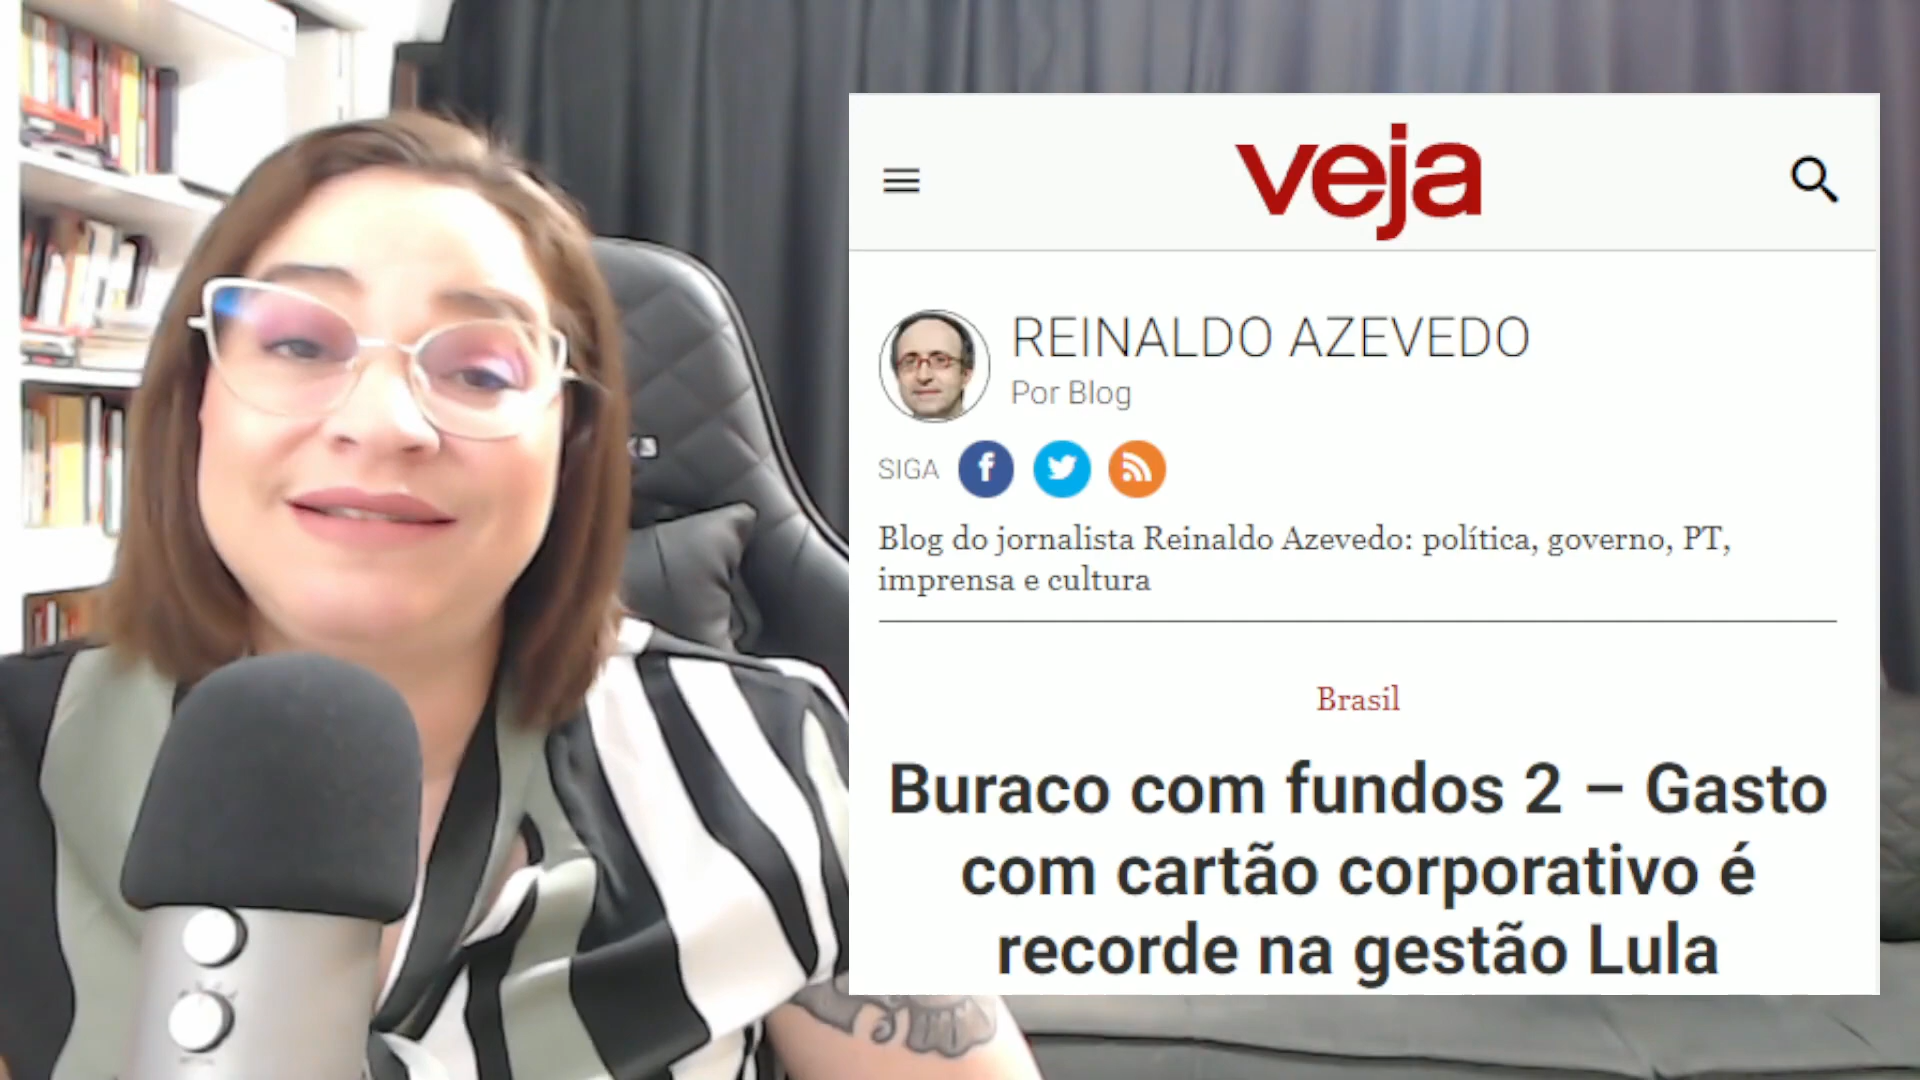 veja
REINALDO AZEVEDO
Por Blog
SIGA
Blog do jornalista Reinaldo Azevedo: política, governo, PT,
imprensa e cultura
Brasil
Buraco com fundos 2 – Gasto
com cartão corporativo é
recorde na gestão Lula